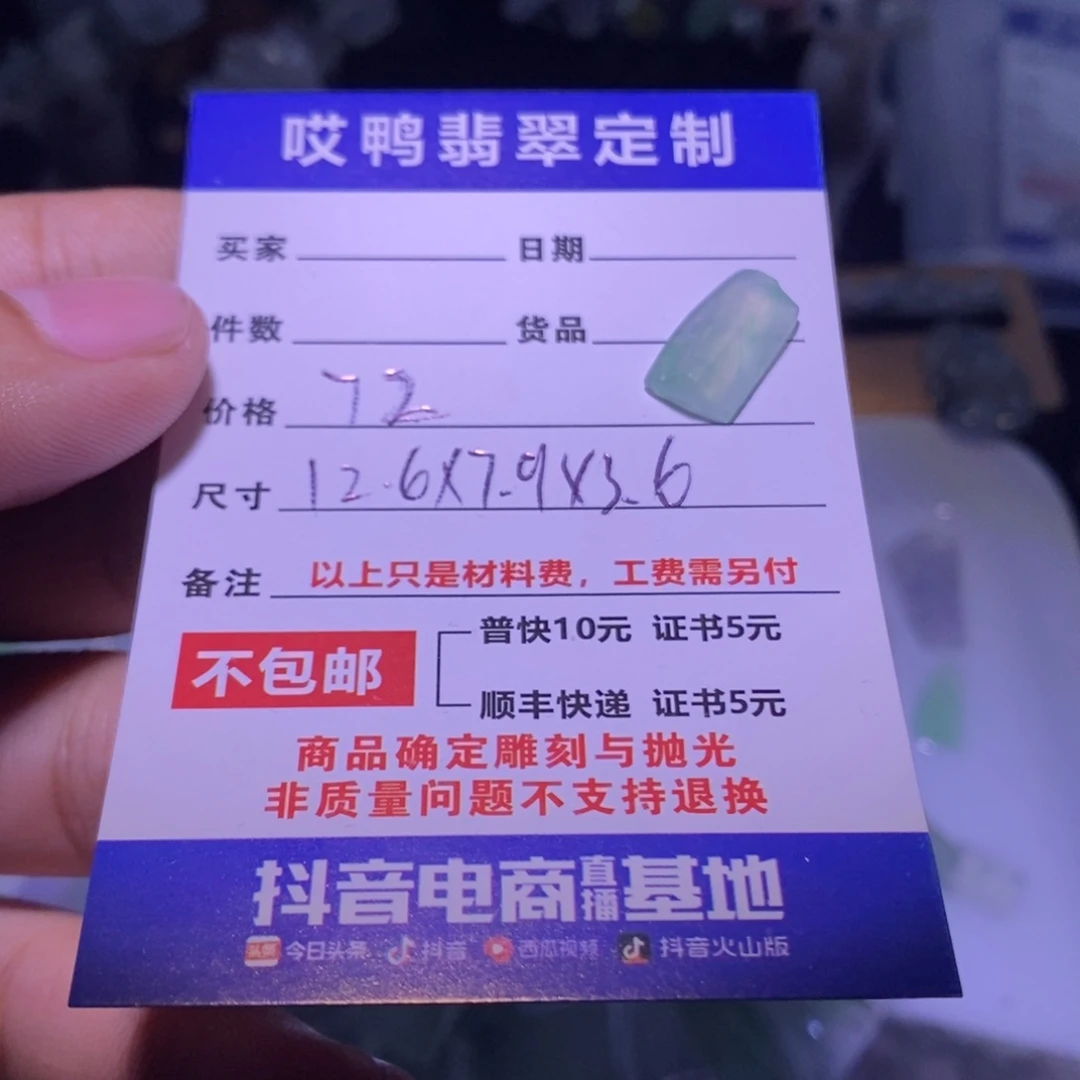 哎鸭翡翠定制
买家 日期
件数 货品
价格 72
尺寸 12.6X7.9X3.6
备注 以上只是材料费，工费需另付
不包邮
普快10元 证书5元
顺丰快递 证书5元
商品确定雕刻与抛光
非质量问题不支持退换
抖音电商直播基地
头条 今日头条 抖音 西瓜视频 抖音火山版